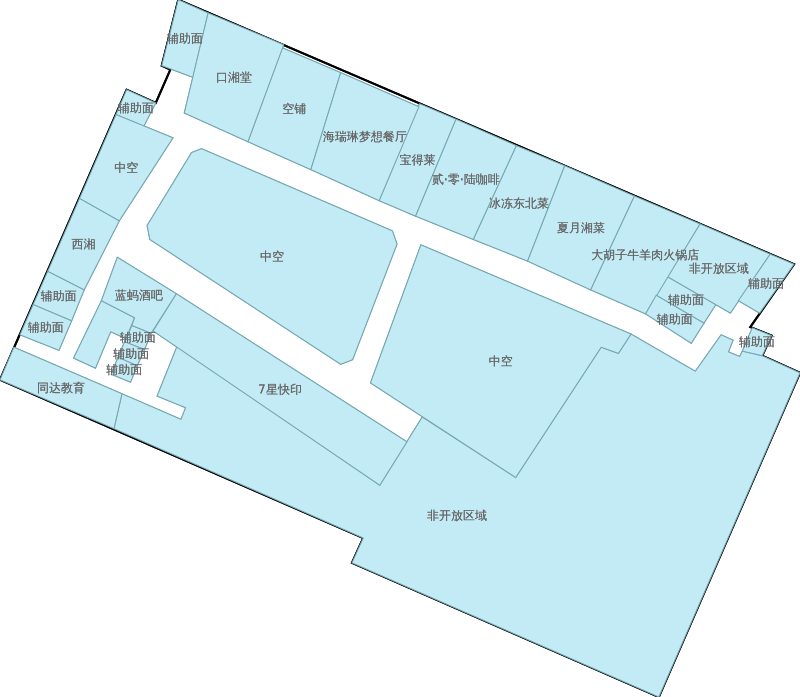 辅助面
口湘堂
空铺
辅助面
海瑞琳梦想餐厅
宝得莱
中空
贰·零·陆咖啡
冰冻东北菜
夏月湘菜
西湘
中空
大胡子牛羊肉火锅店
非开放区域
辅助面
辅助面
蓝蚂酒吧
辅助面
辅助面
辅助面
辅助面
辅助面
辅助面
辅助面
中空
辅助面
同达教育
7星快印
非开放区域